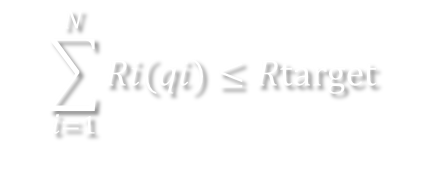 N
∑ Ri(qi) ≤ Rtarget
i=1